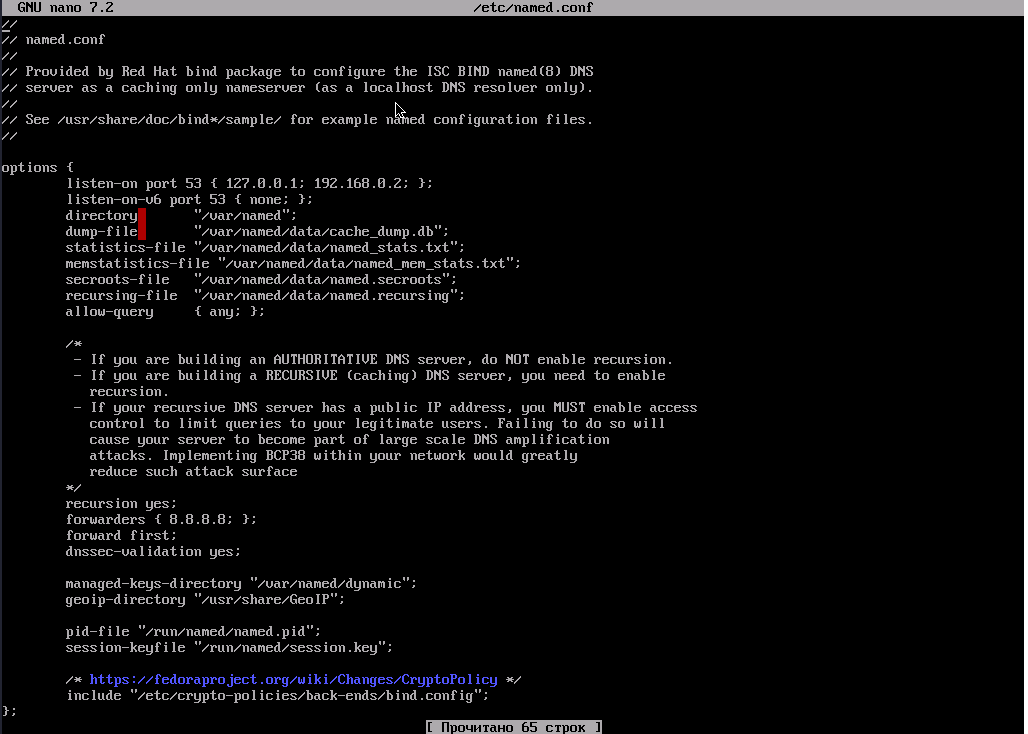 GNU nano 7.2 /etc/named.conf
//
// named.conf
//
// Provided by Red Hat bind package to configure the ISC BIND named(8) DNS
// server as a caching only nameserver (as a localhost DNS resolver only).
//
// See /usr/share/doc/bind*/sample/ for example named configuration files.
//
options {
listen-on port 53 { 127.0.0.1; 192.168.0.2; };
listen-on-v6 port 53 { none; };
directory "/var/named";
dump-file "/var/named/data/cache_dump.db";
statistics-file "/var/named/data/named_stats.txt";
memstatistics-file "/var/named/data/named_mem_stats.txt";
secroots-file "/var/named/data/named.secroots";
recursing-file "/var/named/data/named.recursing";
allow-query { any; };
/*
- If you are building an AUTHORITATIVE DNS server, do NOT enable recursion.
- If you are building a RECURSIVE (caching) DNS server, you need to enable
recursion.
- If your recursive DNS server has a public IP address, you MUST enable access
control to limit queries to your legitimate users. Failing to do so will
cause your server to become part of large scale DNS amplification
attacks. Implementing BCP38 within your network would greatly
reduce such attack surface
*/
recursion yes;
forwarders { 8.8.8.8; };
forward first;
dnssec-validation yes;
managed-keys-directory "/var/named/dynamic";
geoip-directory "/usr/share/GeoIP";
pid-file "/run/named/named.pid";
session-keyfile "/run/named/session.key";
/* https://fedoraproject.org/wiki/Changes/CryptoPolicy */
include "/etc/crypto-policies/back-ends/bind.config";
};
[ Прочитано 65 строк ]